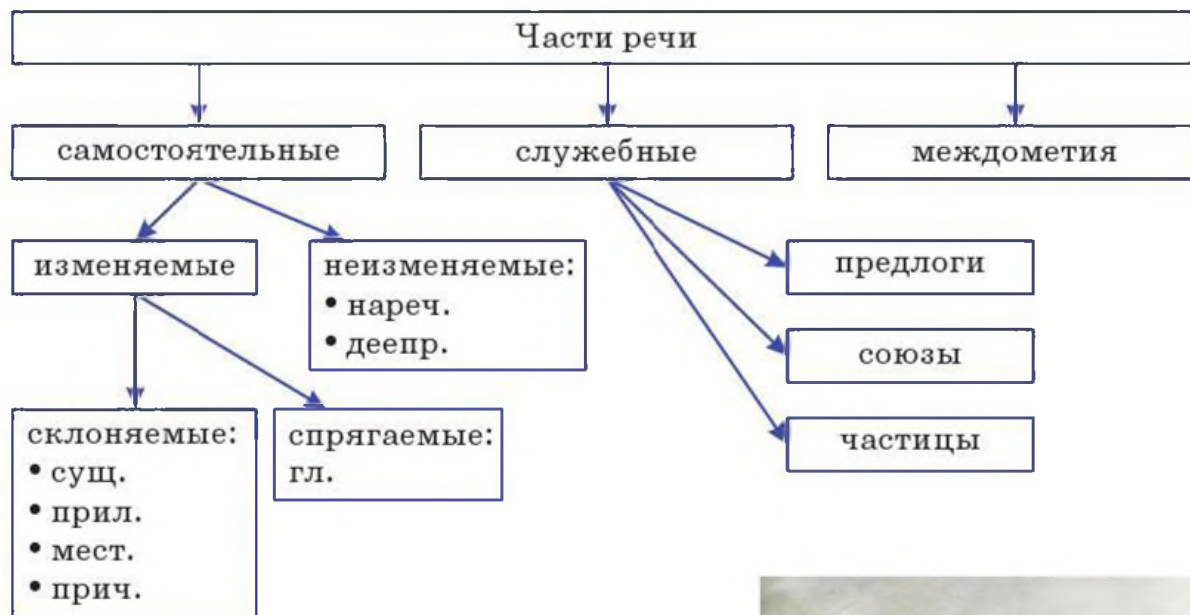 Части речи
самостоятельные
служебные
междометия
изменяемые
неизменяемые:
• нареч.
• деепр.
предлоги
союзы
частицы
склоняемые:
• сущ.
• прил.
• мест.
• прич.
спрягаемые:
гл.